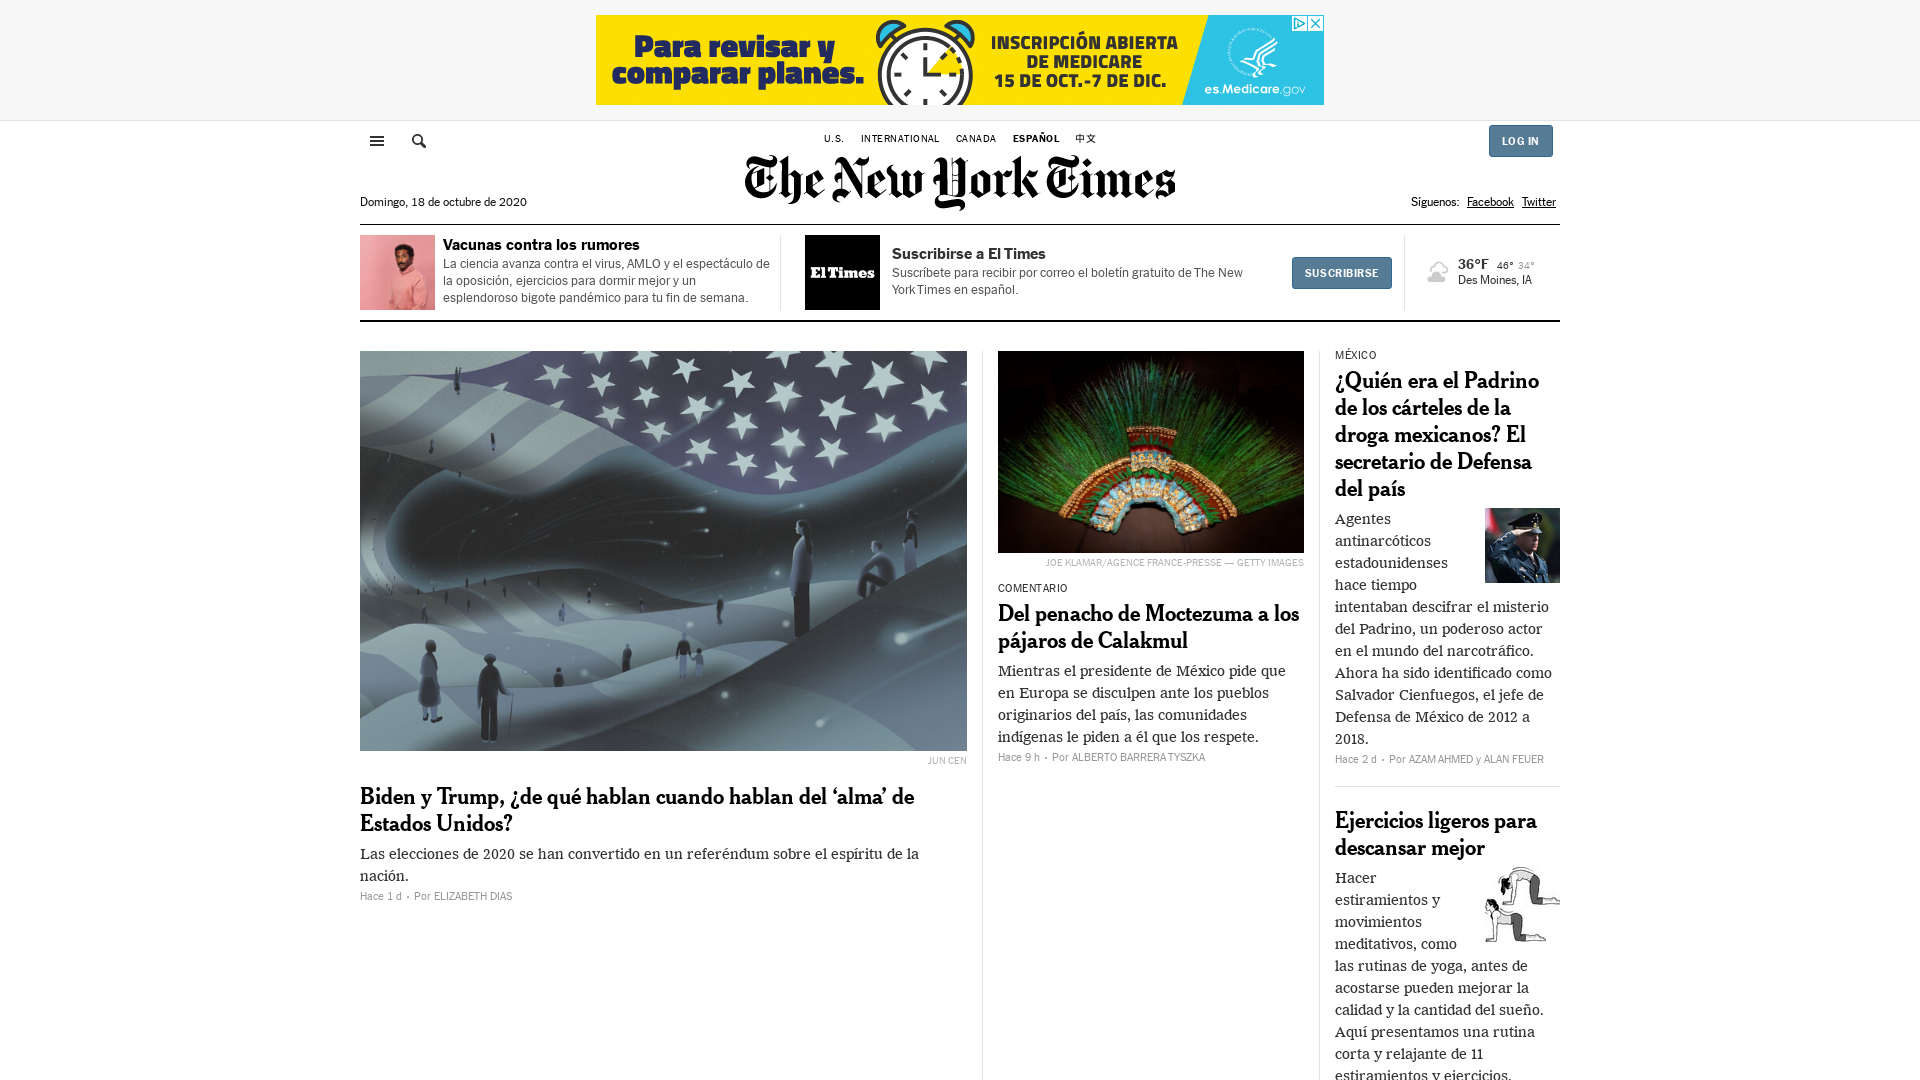 Para revisar y
comparar planes.
INSCRIPCIÓN ABIERTA
DE MEDICARE
15 DE OCT.-7 DE DIC.
es.Medicare.gov
U.S.
INTERNATIONAL
CANADA
ESPAÑOL
中文
LOG IN
The New York Times
Domingo, 18 de octubre de 2020
Síguenos: Facebook Twitter
Vacunas contra los rumores
La ciencia avanza contra el virus, AMLO y el espectáculo de
la oposición, ejercicios para dormir mejor y un
esplendoroso bigote pandémico para tu fin de semana.
El Times
Suscribirse a El Times
Suscríbete para recibir por correo el boletín gratuito de The New
York Times en español.
SUSCRIBIRSE
36°F 46° 34°
Des Moines, IA
JUN CEN
Biden y Trump, ¿de qué hablan cuando hablan del ‘alma’ de
Estados Unidos?
Las elecciones de 2020 se han convertido en un referéndum sobre el espíritu de la
nación.
Hace 1 d • Por ELIZABETH DIAS
JOE KLAMAR/AGENCE FRANCE-PRESSE — GETTY IMAGES
COMENTARIO
Del penacho de Moctezuma a los
pájaros de Calakmul
Mientras el presidente de México pide que
en Europa se disculpen ante los pueblos
originarios del país, las comunidades
indígenas le piden a él que los respete.
Hace 9 h • Por ALBERTO BARRERA TYSZKA
MÉXICO
¿Quién era el Padrino
de los cárteles de la
droga mexicanos? El
secretario de Defensa
del país
Agentes
antinarcóticos
estadounidenses
hace tiempo
intentaban descifrar el misterio
del Padrino, un poderoso actor
en el mundo del narcotráfico.
Ahora ha sido identificado como
Salvador Cienfuegos, el jefe de
Defensa de México de 2012 a
2018.
Hace 2 d • Por AZAM AHMED y ALAN FEUER
Ejercicios ligeros para
descansar mejor
Hacer
estiramientos y
movimientos
meditativos, como
las rutinas de yoga, antes de
acostarse pueden mejorar la
calidad y la cantidad del sueño.
Aquí presentamos una rutina
corta y relajante de 11
estiramientos y ejercicios.